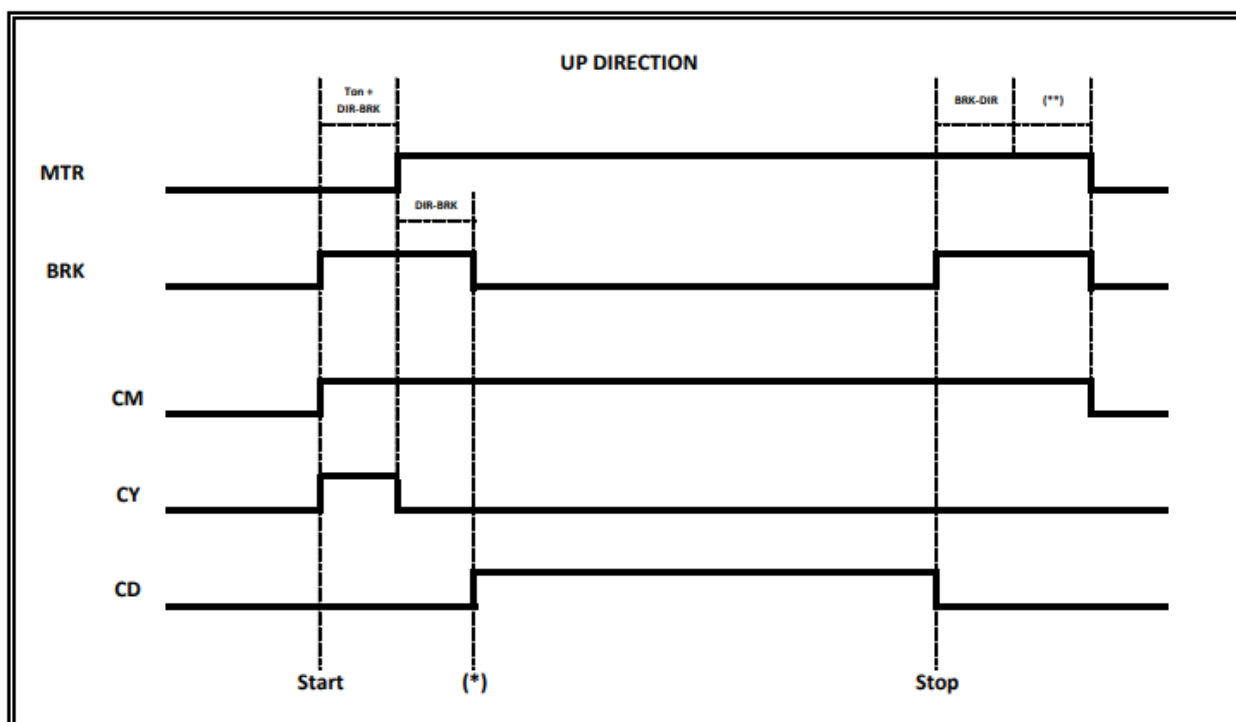 UP DIRECTION
Ton +
DIR-BRK
BRK-DIR
(**)
MTR
DIR-BRK
BRK
CM
CY
CD
Start
(*)
Stop